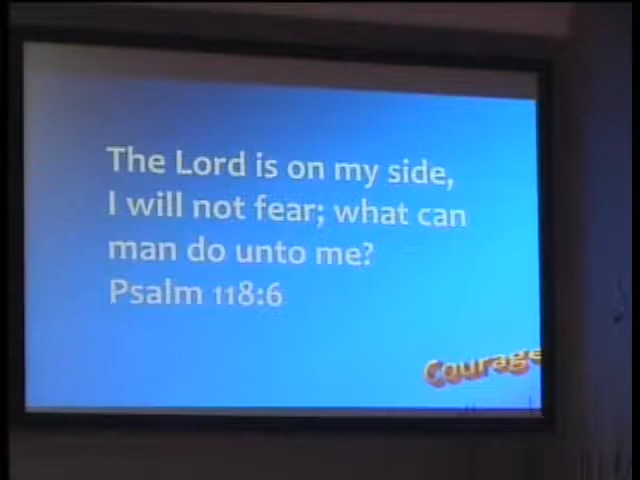 The Lord is on my side,
I will not fear; what can
man do unto me?
Psalm 118:6
Courage